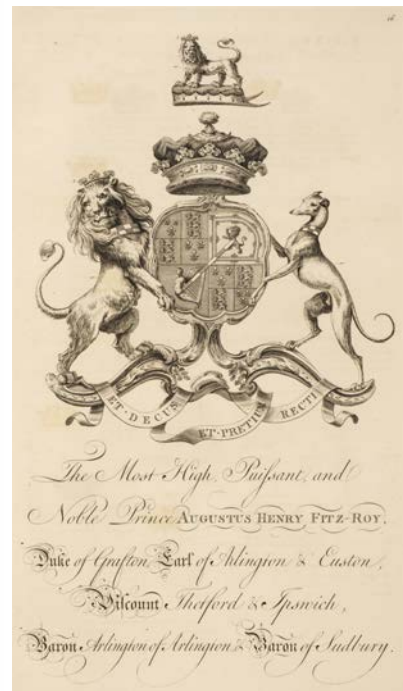 ET·DECUS ET·PRETIUM RECTI
The Most High, Puiſsant, and
Noble Prince AUGUSTUS HENRY FITZ-ROY,
Duke of Grafton, Earl of Arlington & Euston,
Viscount Thetford & Ipswich,
Baron Arlington of Arlington & Baron of Sudbury.